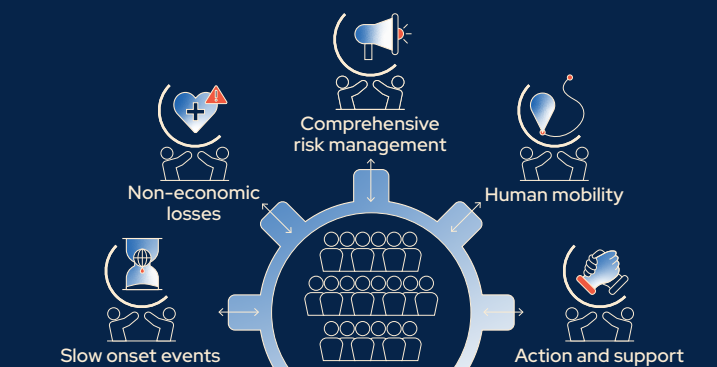 Comprehensive
risk management
Non-economic
losses
Human mobility
Slow onset events
Action and support